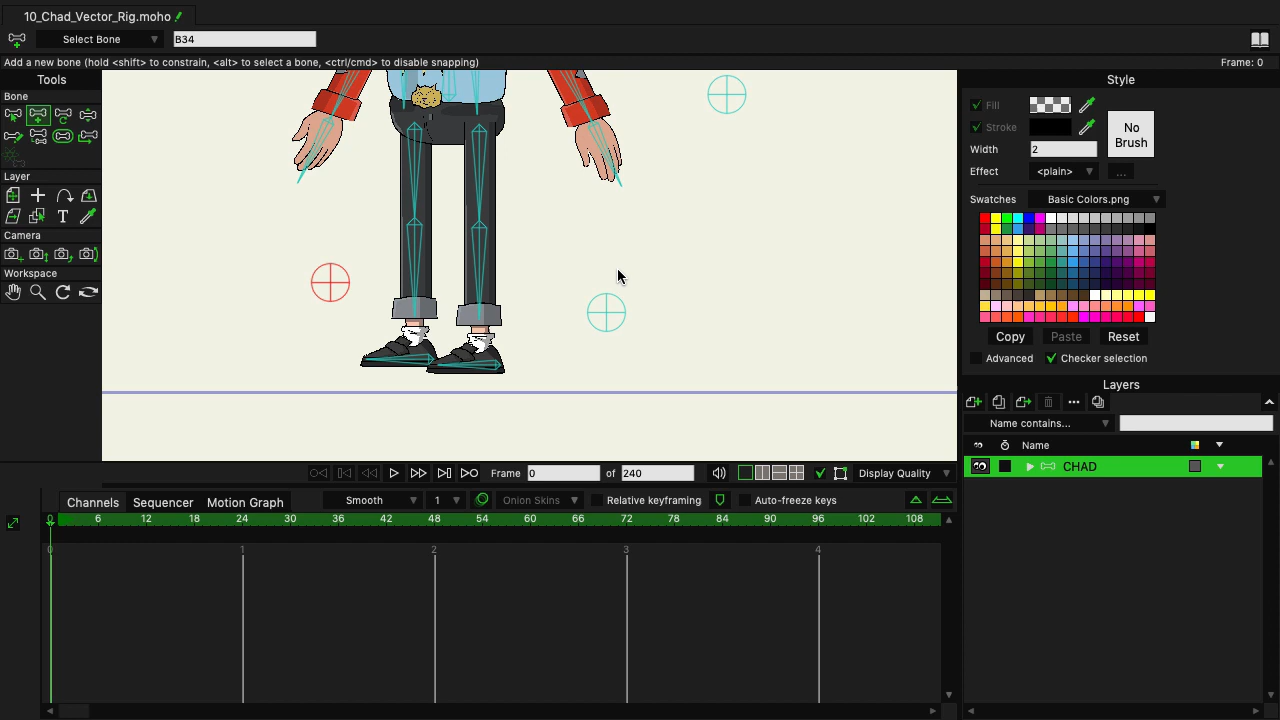 10_Chad_Vector_Rig.moho
Select Bone B34
Add a new bone (hold <shift> to constrain, <alt> to select a bone, <ctrl/cmd> to disable snapping) Frame: 0
Tools
Bone
Layer
T
Camera
Workspace
Style
Fill
Stroke
No Brush
Width 2
Effect <plain> ...
Swatches Basic Colors.png
Copy Paste Reset
Advanced Checker selection
Layers
Name contains...
Name
CHAD
Frame 0 of 240 Display Quality
Channels Sequencer Motion Graph Smooth 1 Onion Skins Relative keyframing Auto-freeze keys
0 6 12 18 24 30 36 42 48 54 60 66 72 78 84 90 96 102 108
0 1 2 3 4